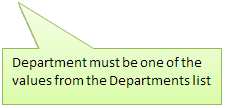 Department must be one of the
values from the Departments list